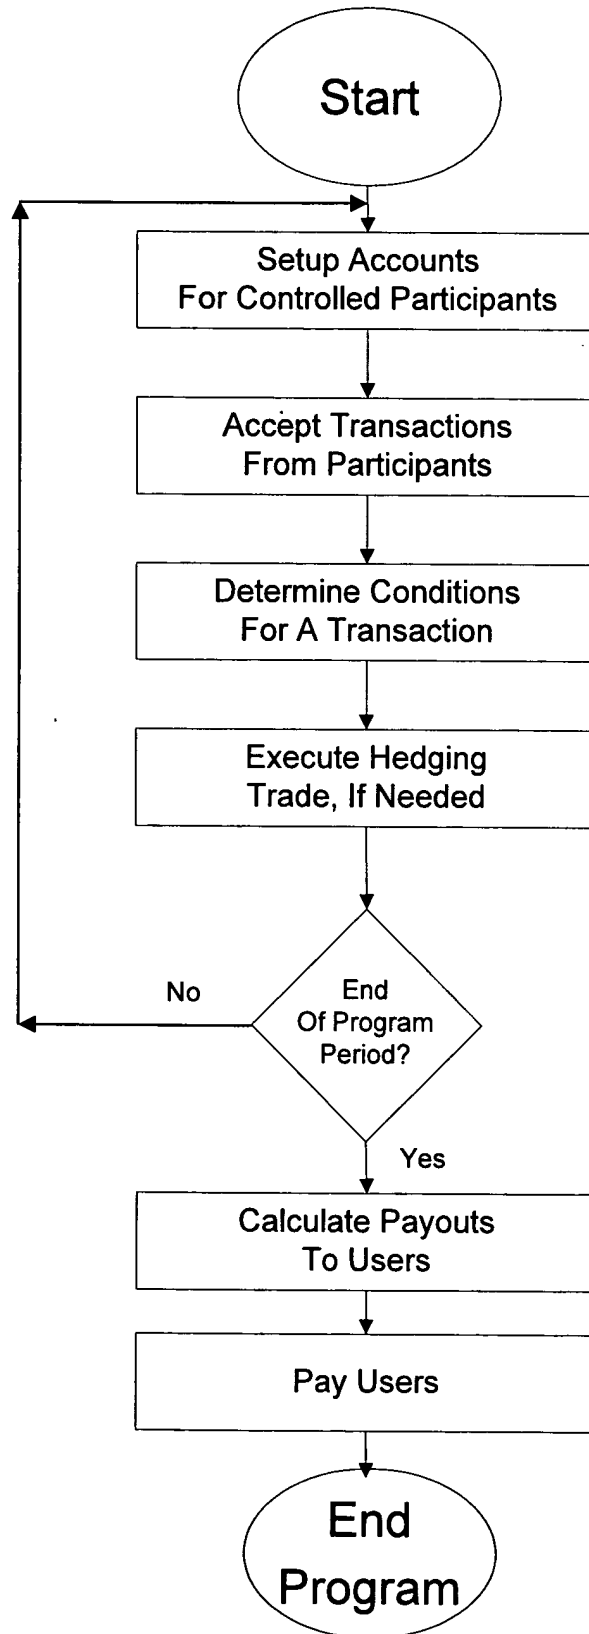 Start
Setup Accounts
For Controlled Participants
Accept Transactions
From Participants
Determine Conditions
For A Transaction
Execute Hedging
Trade, If Needed
No
End
Of Program
Period?
Yes
Calculate Payouts
To Users
Pay Users
End
Program